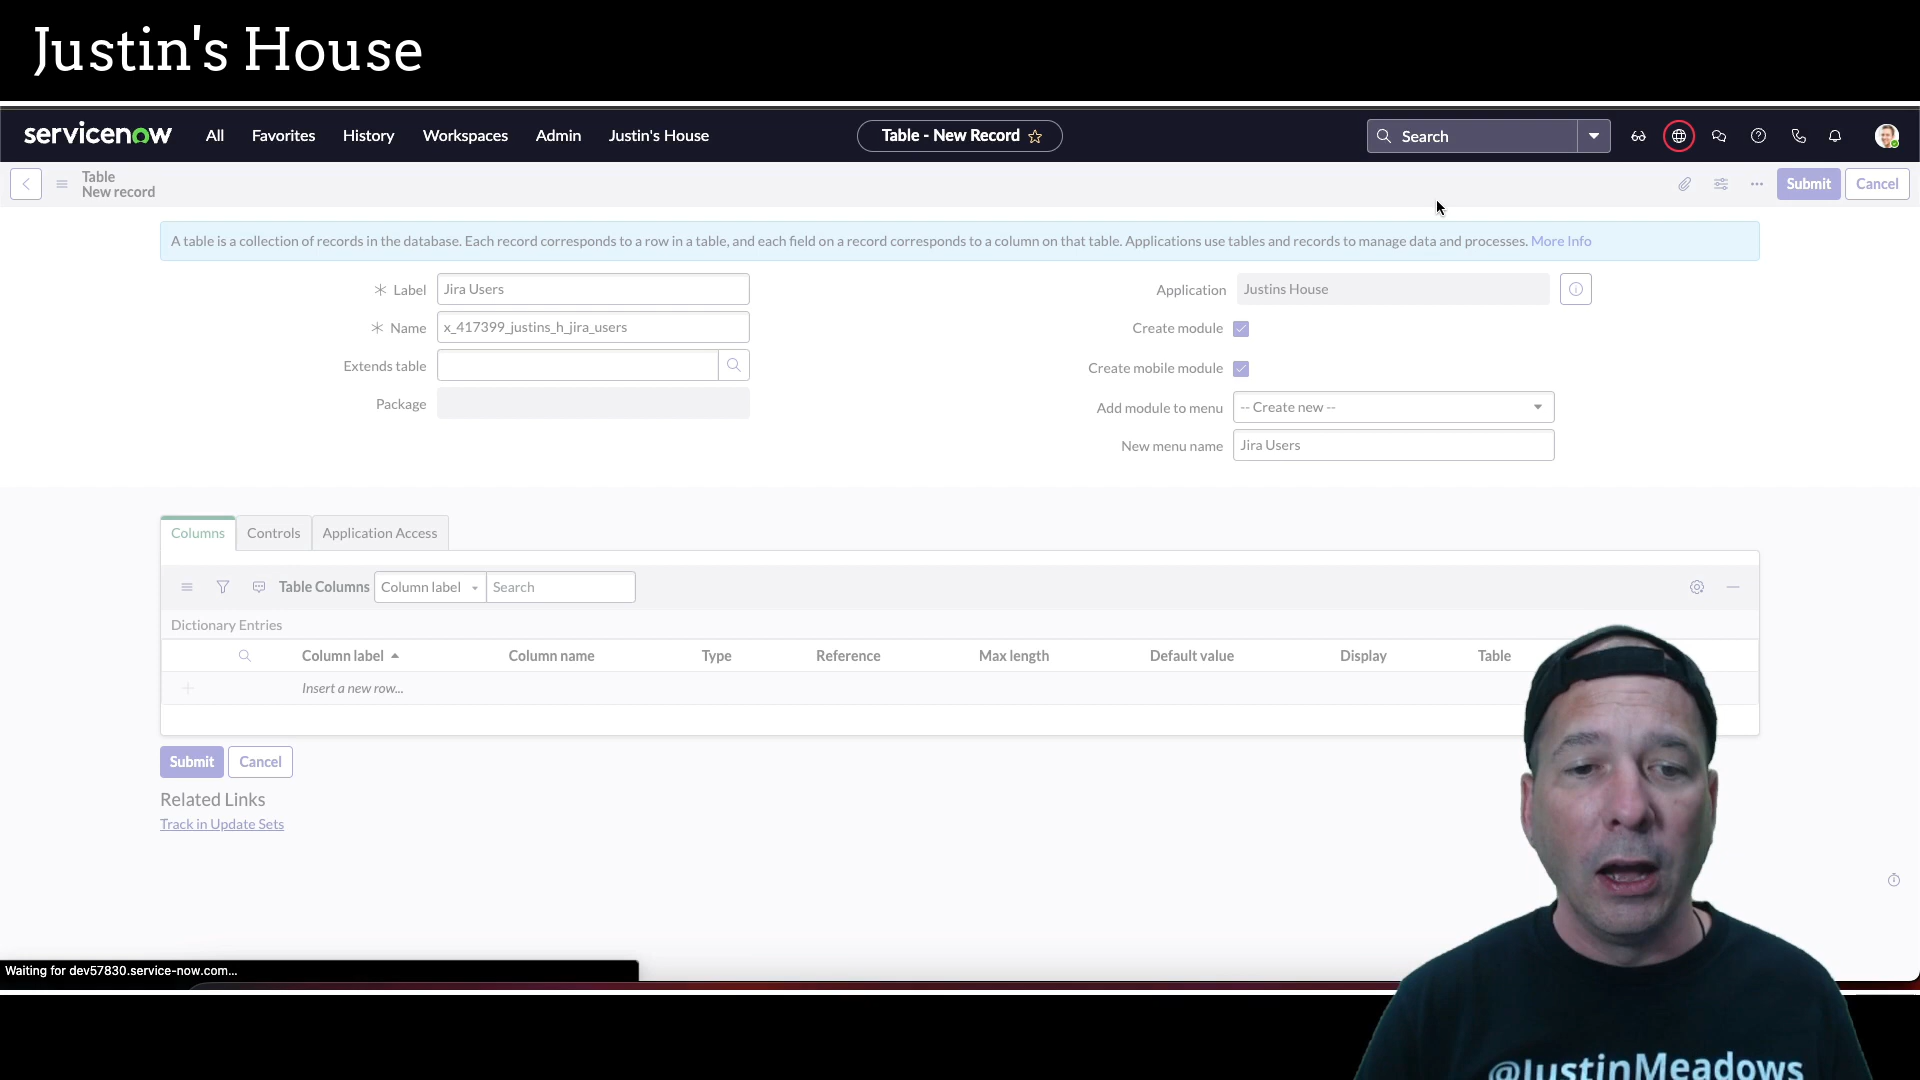 Justin's House
servicenow
All
Favorites
History
Workspaces
Admin
Justin's House
Table - New Record
Search
Table
New record
Submit
Cancel
A table is a collection of records in the database. Each record corresponds to a row in a table, and each field on a record corresponds to a column on that table. Applications use tables and records to manage data and processes. More Info
Label
Jira Users
Application
Justins House
Name
x_417399_justins_h_jira_users
Create module
Extends table
Create mobile module
Package
Add module to menu
-- Create new --
New menu name
Jira Users
Columns
Controls
Application Access
Table Columns
Column label
Search
Dictionary Entries
Column label
Column name
Type
Reference
Max length
Default value
Display
Table
Insert a new row...
Submit
Cancel
Related Links
Track in Update Sets
Waiting for dev57830.service-now.com...
@JustinMeadows